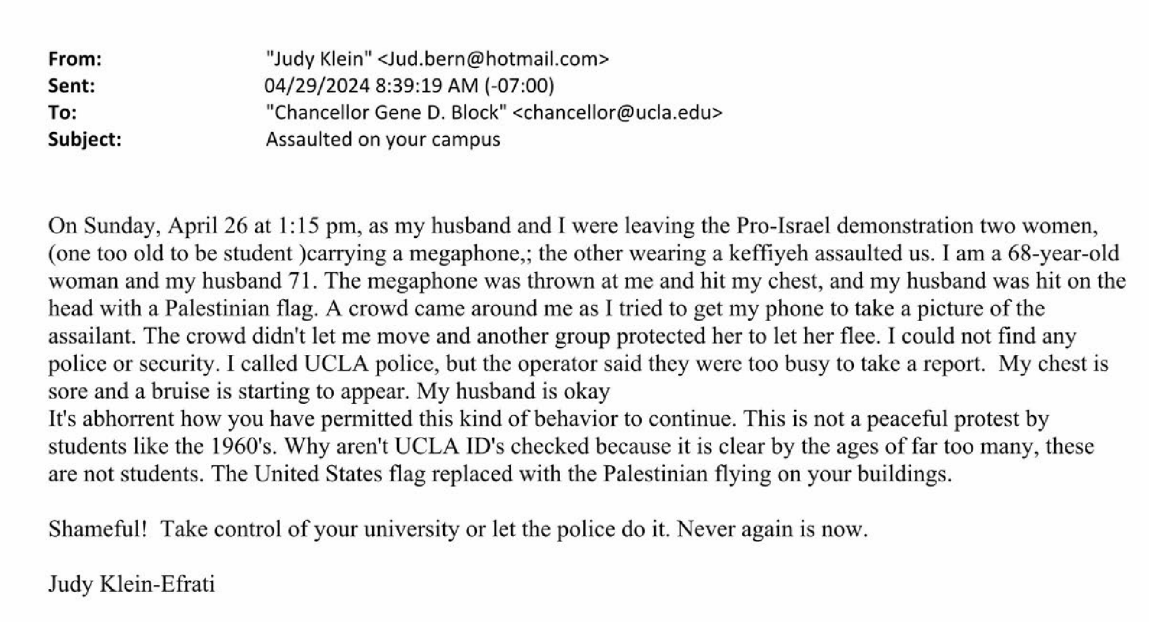 From: "Judy Klein" <Jud.bern@hotmail.com>
Sent: 04/29/2024 8:39:19 AM (-07:00)
To: "Chancellor Gene D. Block" <chancellor@ucla.edu>
Subject: Assaulted on your campus
On Sunday, April 26 at 1:15 pm, as my husband and I were leaving the Pro-Israel demonstration two women,
(one too old to be student )carrying a megaphone,; the other wearing a keffiyeh assaulted us. I am a 68-year-old
woman and my husband 71. The megaphone was thrown at me and hit my chest, and my husband was hit on the
head with a Palestinian flag. A crowd came around me as I tried to get my phone to take a picture of the
assailant. The crowd didn't let me move and another group protected her to let her flee. I could not find any
police or security. I called UCLA police, but the operator said they were too busy to take a report.  My chest is
sore and a bruise is starting to appear. My husband is okay
It's abhorrent how you have permitted this kind of behavior to continue. This is not a peaceful protest by
students like the 1960's. Why aren't UCLA ID's checked because it is clear by the ages of far too many, these
are not students. The United States flag replaced with the Palestinian flying on your buildings.
Shameful!  Take control of your university or let the police do it. Never again is now.
Judy Klein-Efrati